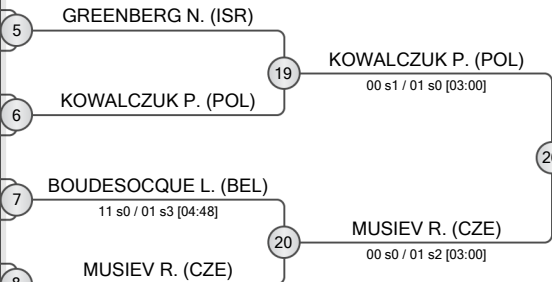 GREENBERG N. (ISR)
5
19
KOWALCZUK P. (POL)
00 s1 / 01 s0 [03:00]
KOWALCZUK P. (POL)
6
BOUDESOCQUE L. (BEL)
7
11 s0 / 01 s3 [04:48]
20
MUSIEV R. (CZE)
00 s0 / 01 s2 [03:00]
MUSIEV R. (CZE)
8